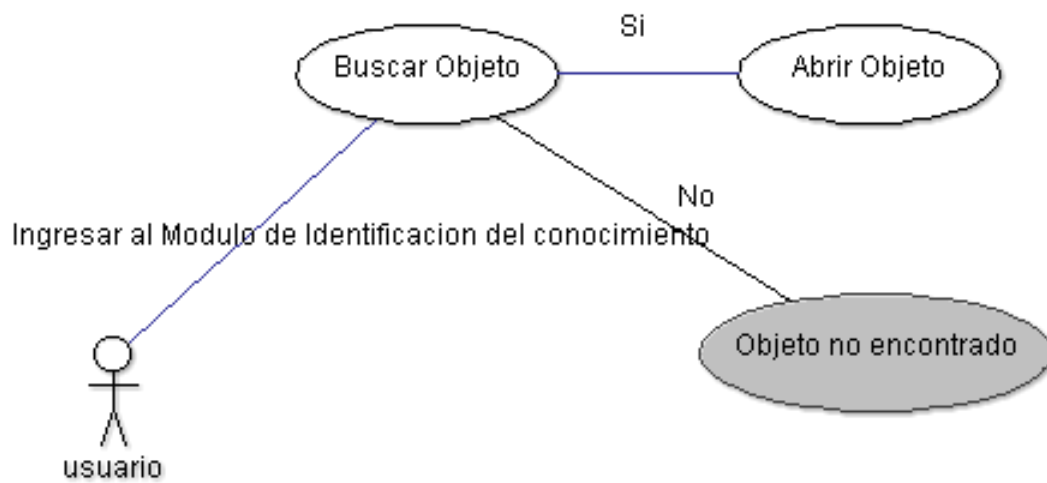 Si
Buscar Objeto
Abrir Objeto
No
Ingresar al Modulo de Identificacion del conocimiento
Objeto no encontrado
usuario